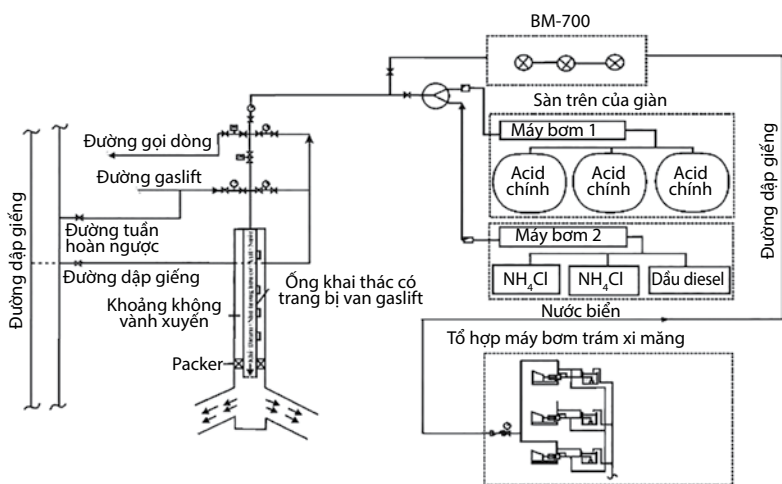 BM-700
Sàn trên của giàn
Máy bơm 1
Acid
chính
Acid
chính
Acid
chính
Đường dập giếng
Đường gọi dòng
Đường gaslift
Đường tuần
hoàn ngược
Đường dập giếng
Đường dập giếng
Khoảng không
vành xuyến
Ống khai thác có
trang bị van gaslift
Packer
Máy bơm 2
NH4Cl
NH4Cl
Dầu diesel
Nước biển
Tổ hợp máy bơm trám xi măng